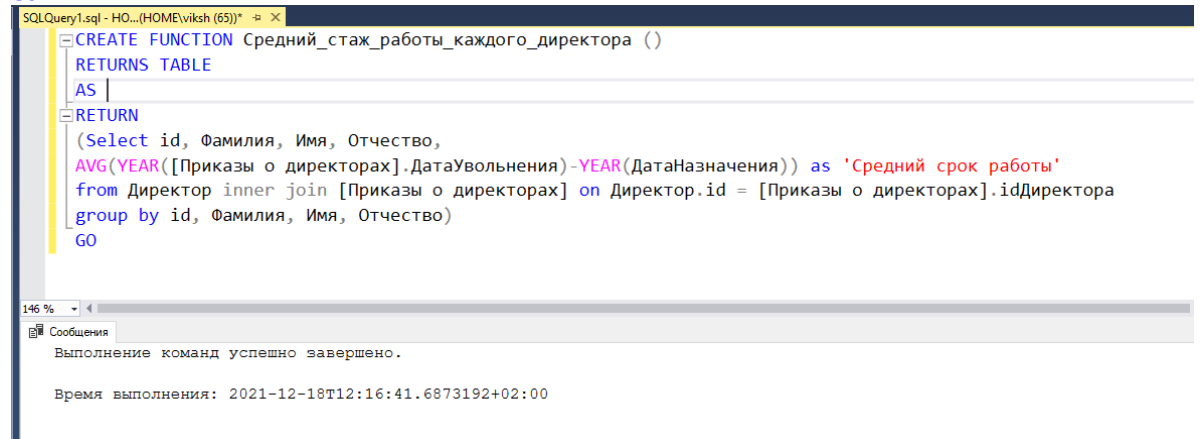 SQLQuery1.sql - HO...(HOME\viksh (65))*
CREATE FUNCTION Средний_стаж_работы_каждого_директора ()
RETURNS TABLE
AS
RETURN
(Select id, Фамилия, Имя, Отчество,
AVG(YEAR([Приказы о директорах].ДатаУвольнения)-YEAR(ДатаНазначения)) as 'Средний срок работы'
from Директор inner join [Приказы о директорах] on Директор.id = [Приказы о директорах].idДиректора
group by id, Фамилия, Имя, Отчество)
GO
146 %
Сообщения
Выполнение команд успешно завершено.
Время выполнения: 2021-12-18T12:16:41.6873192+02:00